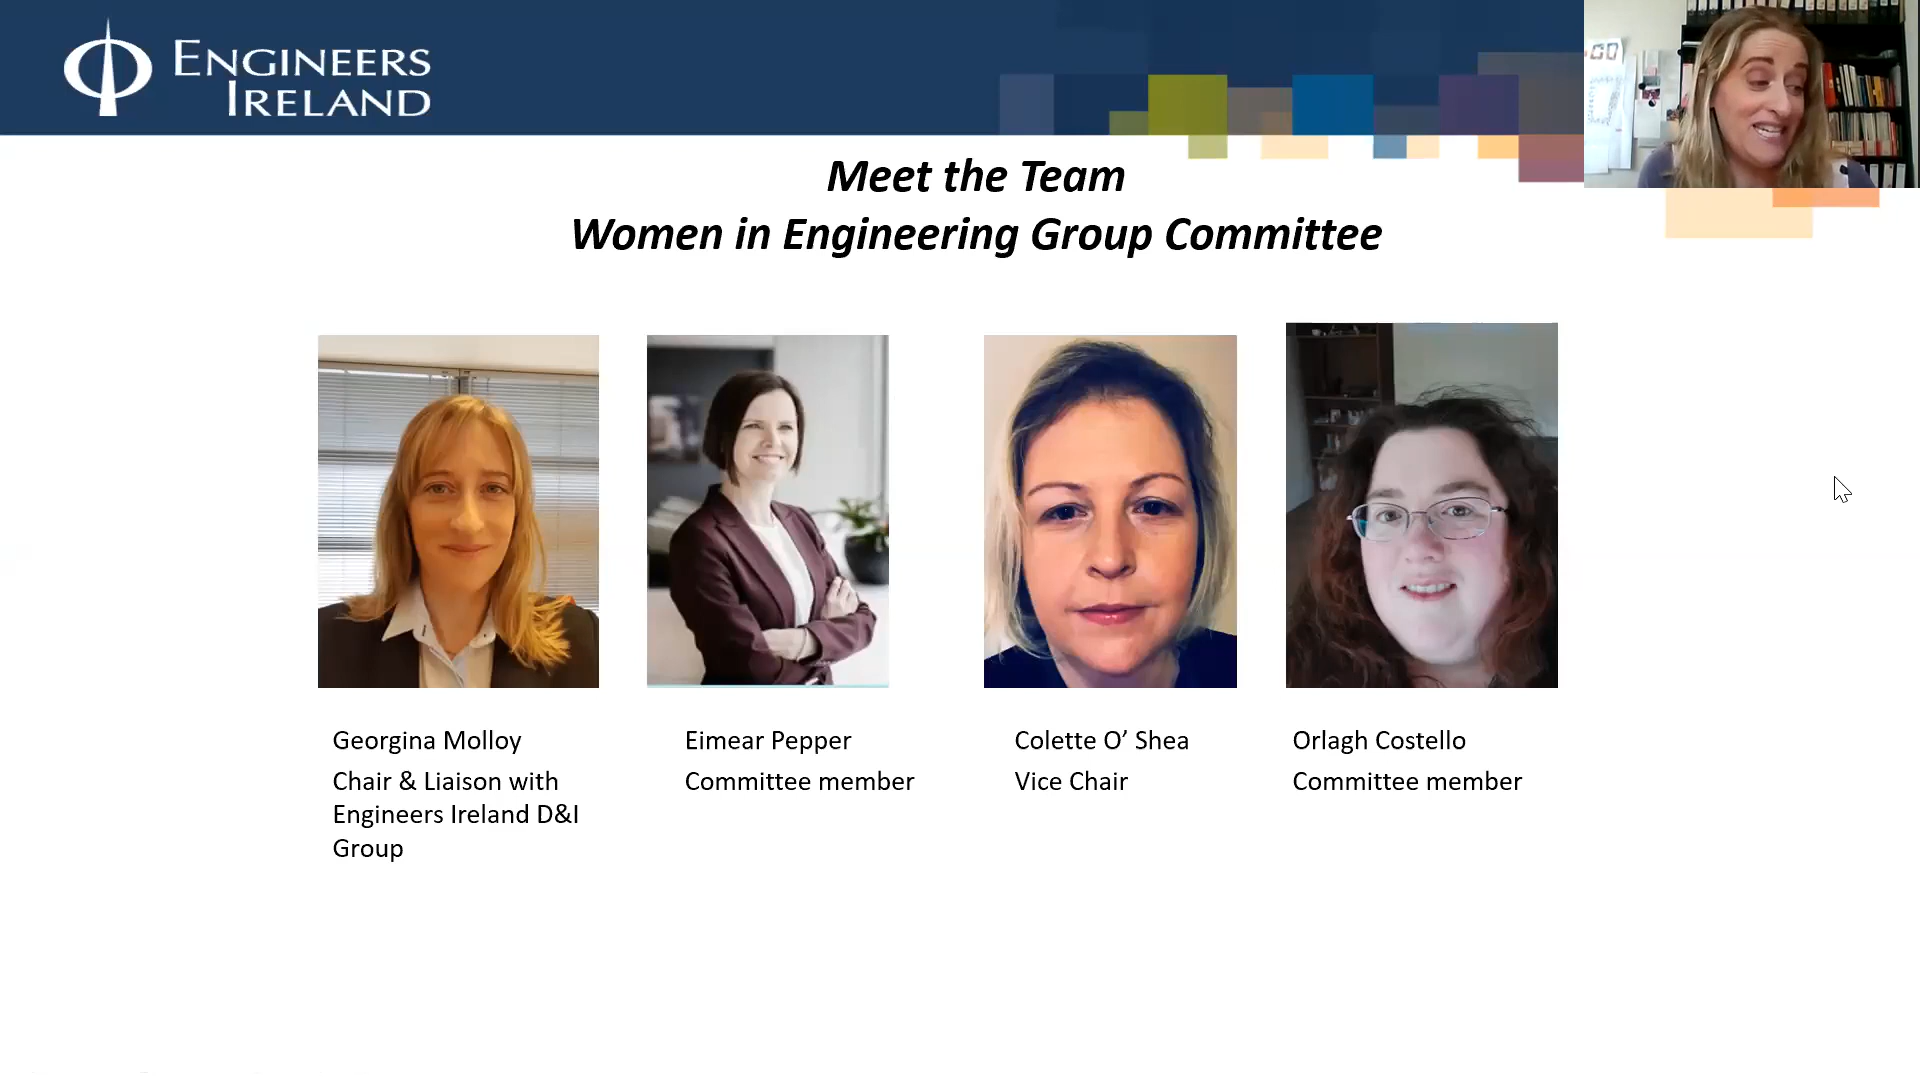 ENGINEERS
IRELAND
Meet the Team
Women in Engineering Group Committee
Georgina Molloy
Chair & Liaison with
Engineers Ireland D&I
Group
Eimear Pepper
Committee member
Colette O’ Shea
Vice Chair
Orlagh Costello
Committee member